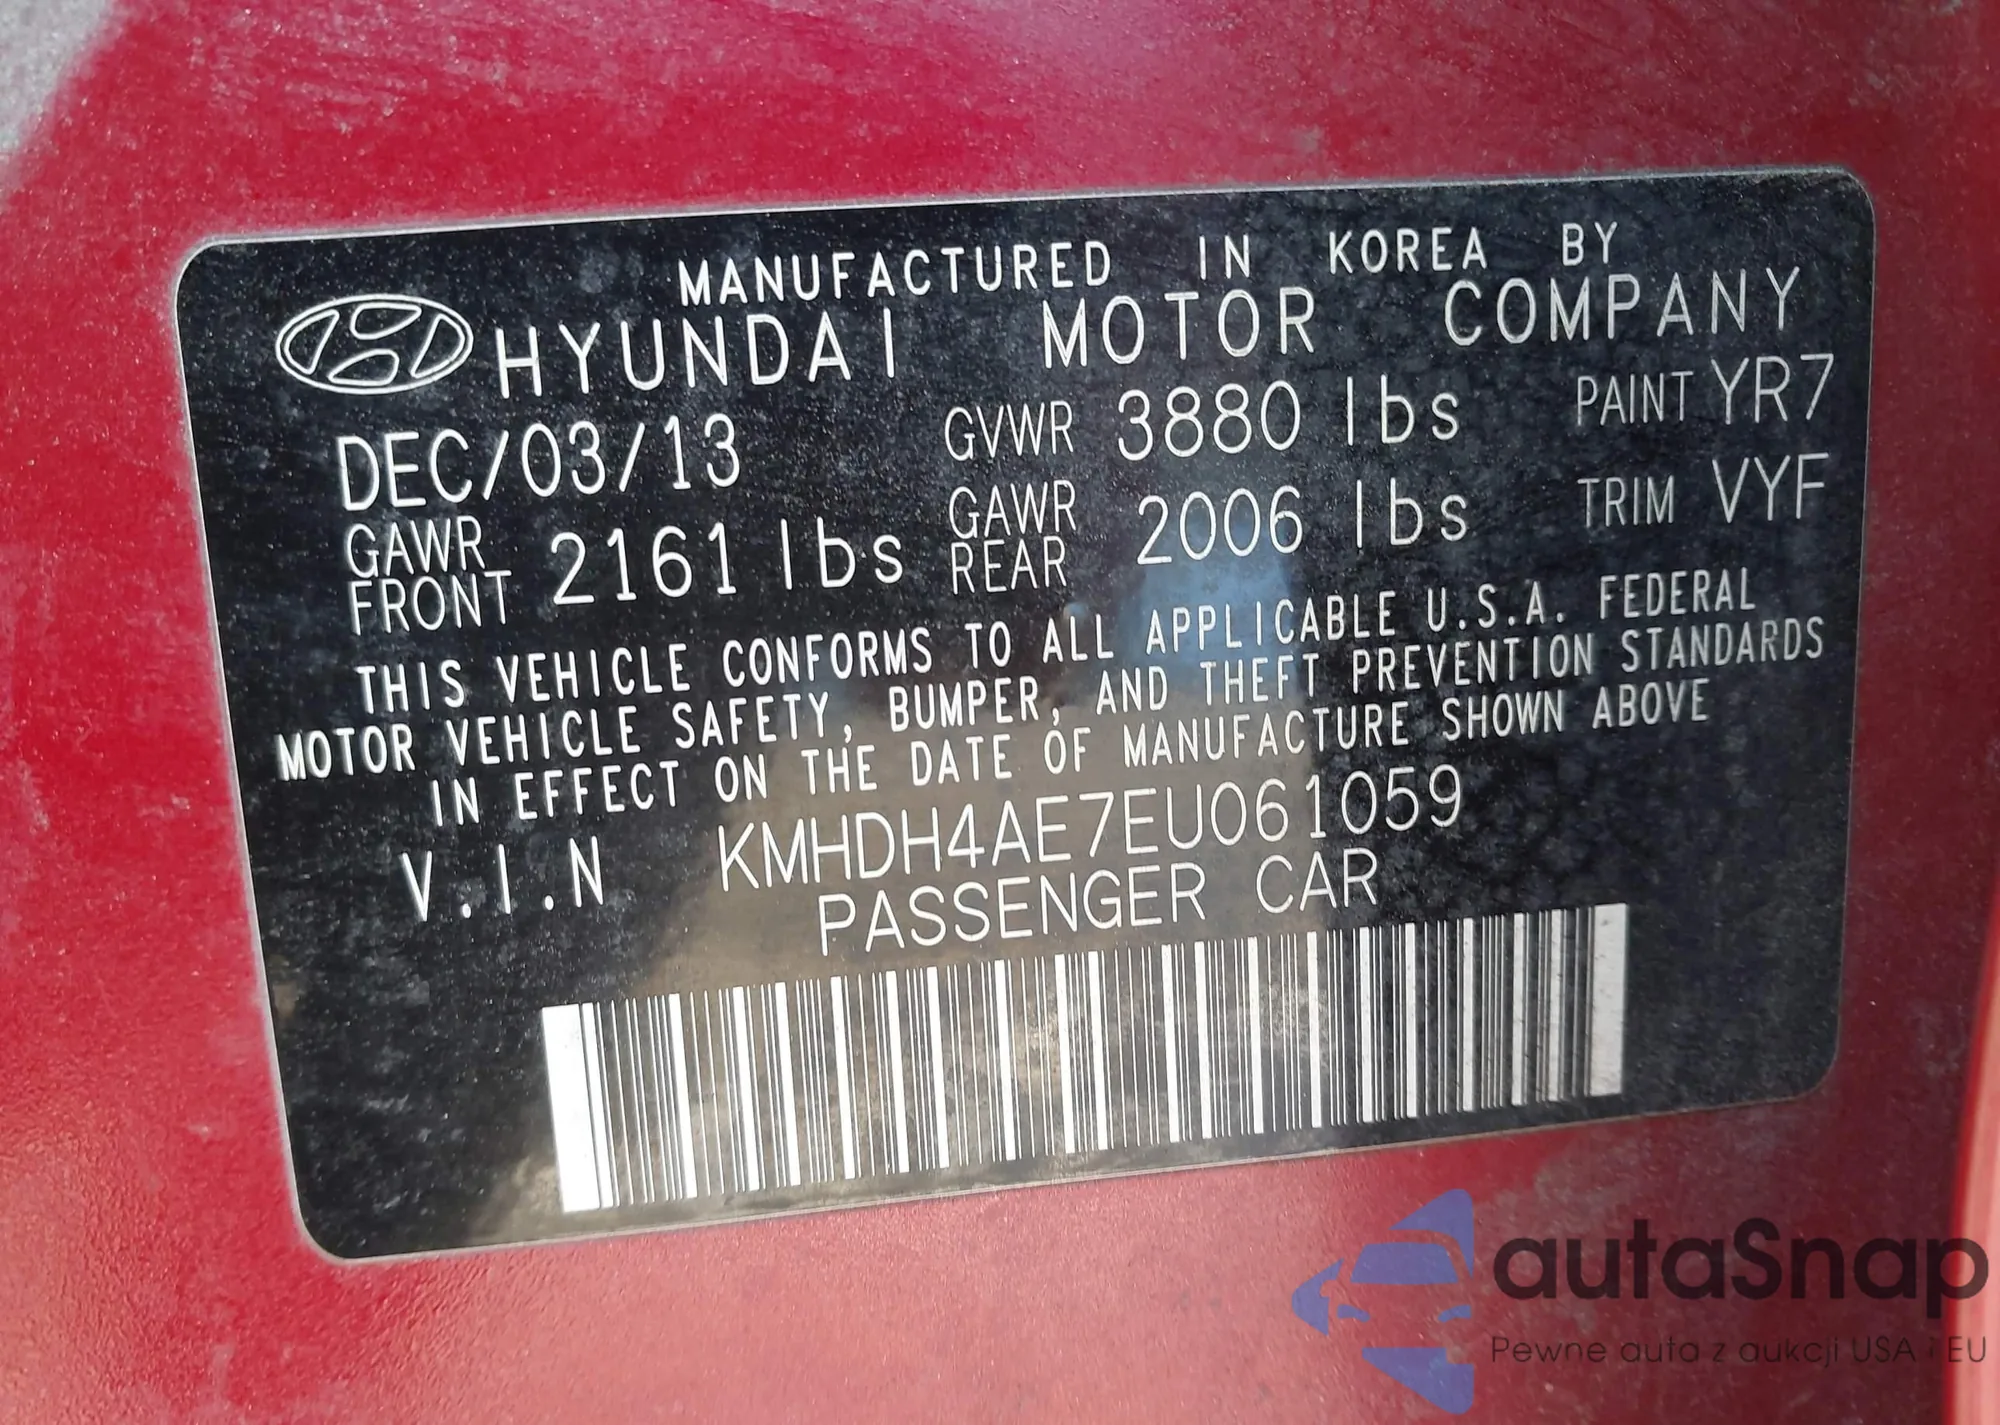 MANUFACTURED IN KOREA BY
HYUNDAI MOTOR COMPANY
DEC/03/13 GVWR 3880 lbs PAINT YR7
GAWR FRONT 2161 lbs GAWR REAR 2006 lbs TRIM VYF
THIS VEHICLE CONFORMS TO ALL APPLICABLE U.S.A. FEDERAL
MOTOR VEHICLE SAFETY, BUMPER, AND THEFT PREVENTION STANDARDS
IN EFFECT ON THE DATE OF MANUFACTURE SHOWN ABOVE
V.I.N KMHDH4AE7EU061059
PASSENGER CAR
autaSnap
Pewne auta z aukcji USA i EU